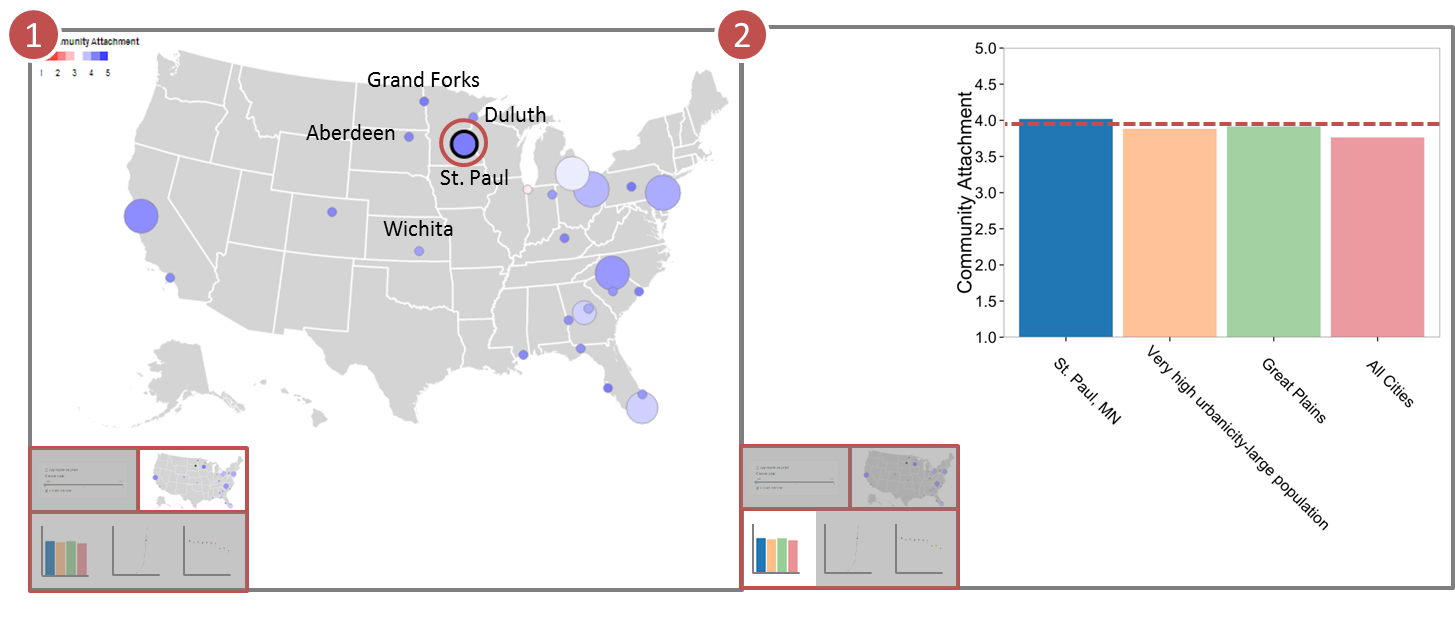 1
munity Attachment
1 2 3 4 5
Grand Forks
Duluth
Aberdeen
St. Paul
Wichita
2
Community Attachment
5.0
4.5
4.0
3.5
3.0
2.5
2.0
1.5
1.0
St. Paul, MN
Very high urbanicity-large population
Great Plains
All Cities